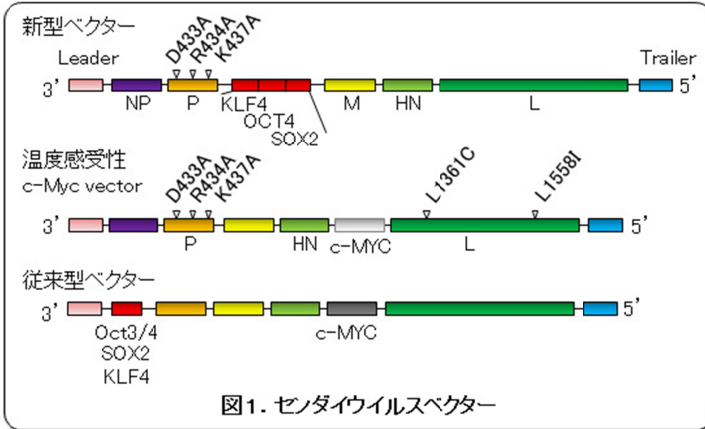 新型ベクター
D433A R434A K437A
Leader Trailer
3' 5'
NP P KLF4 M HN L
OCT4
SOX2
温度感受性
c-Myc vector
D433A R434A K437A L1361C L1558I
3' 5'
P HN c-MYC L
従来型ベクター
3' 5'
Oct3/4 c-MYC
SOX2
KLF4
図1. センダイウイルスベクター